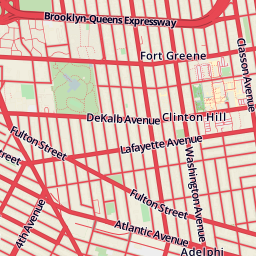 Brooklyn-Queens Expressway
Fort Greene
Classon Avenue
DeKalb Avenue
Clinton Hill
Lafayette Avenue
Fulton Street
Street
Washington Avenue
Fulton Street
4th Avenue
Atlantic Avenue
Adelphi